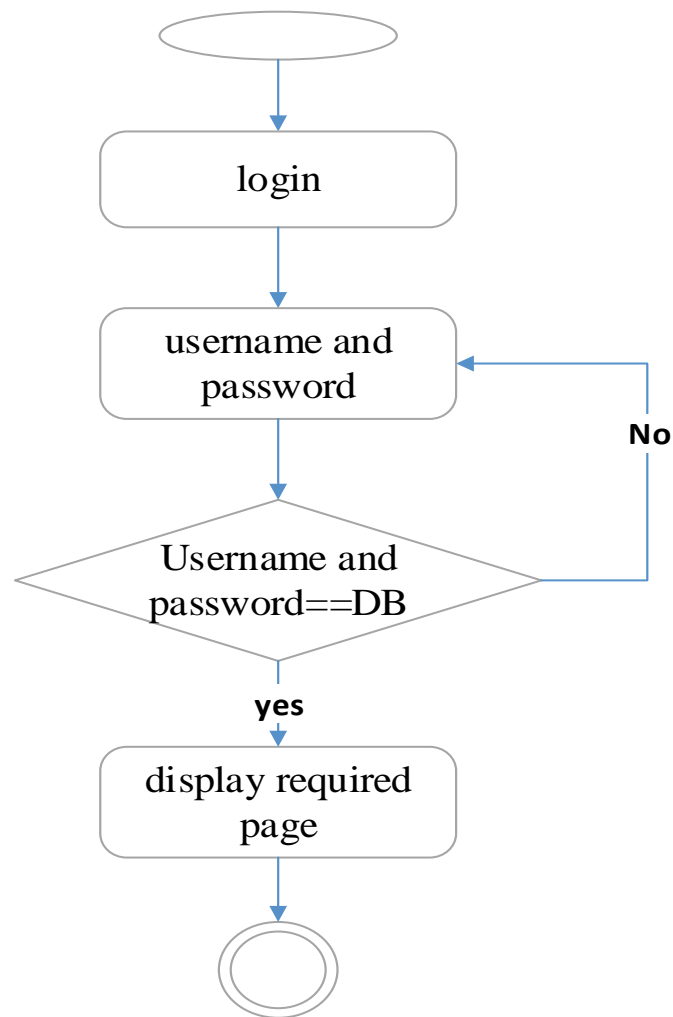 login
username and
password
No
Username and
password==DB
yes
display required
page